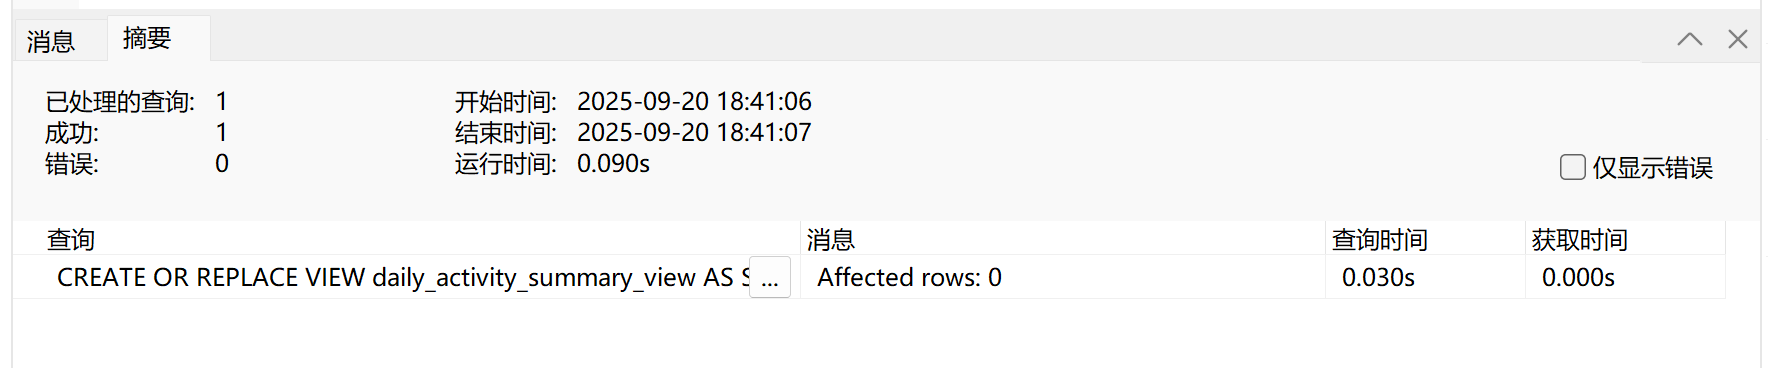 消息 摘要
已处理的查询: 1 开始时间: 2025-09-20 18:41:06
成功: 1 结束时间: 2025-09-20 18:41:07
错误: 0 运行时间: 0.090s
仅显示错误
查询 消息 查询时间 获取时间
CREATE OR REPLACE VIEW daily_activity_summary_view AS S ... Affected rows: 0 0.030s 0.000s